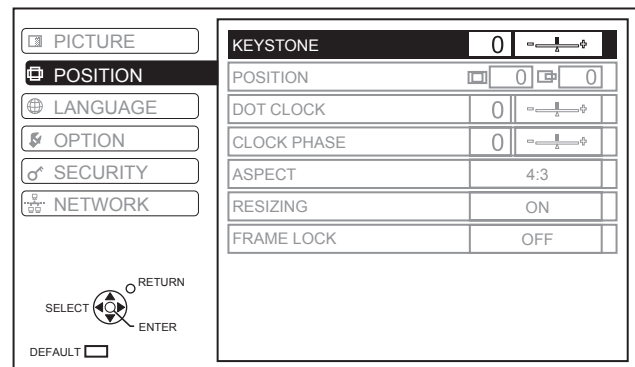 PICTURE
POSITION
LANGUAGE
OPTION
SECURITY
NETWORK
RETURN
SELECT
ENTER
DEFAULT
KEYSTONE 0
POSITION 0 0
DOT CLOCK 0
CLOCK PHASE 0
ASPECT 4:3
RESIZING ON
FRAME LOCK OFF